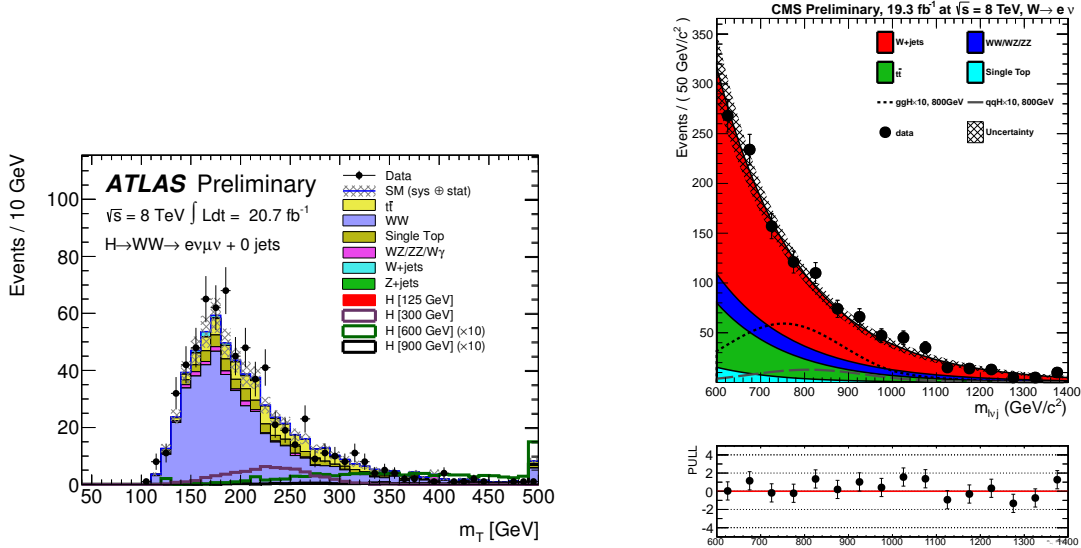 ATLAS Preliminary
√s = 8 TeV ∫ Ldt = 20.7 fb⁻¹
H→WW→ eνμν + 0 jets
Data
SM (sys ⊕ stat)
tt̄
WW
Single Top
WZ/ZZ/Wγ
W+jets
Z+jets
H [125 GeV]
H [300 GeV]
H [600 GeV] (×10)
H [900 GeV] (×10)
Events / 10 GeV
100
80
60
40
20
0
50 100 150 200 250 300 350 400 450 500
m_T [GeV]
CMS Preliminary, 19.3 fb⁻¹ at √s = 8 TeV, W→ e ν
W+jets
WW/WZ/ZZ
tt̄
Single Top
ggH×10, 800GeV
qqH×10, 800GeV
data
Uncertainty
Events / ( 50 GeV/c² )
350
300
250
200
150
100
50
600 700 800 900 1000 1100 1200 1300 1400
m_lνj (GeV/c²)
PULL
4
2
0
-2
-4
600 700 800 900 1000 1100 1200 1300 1400